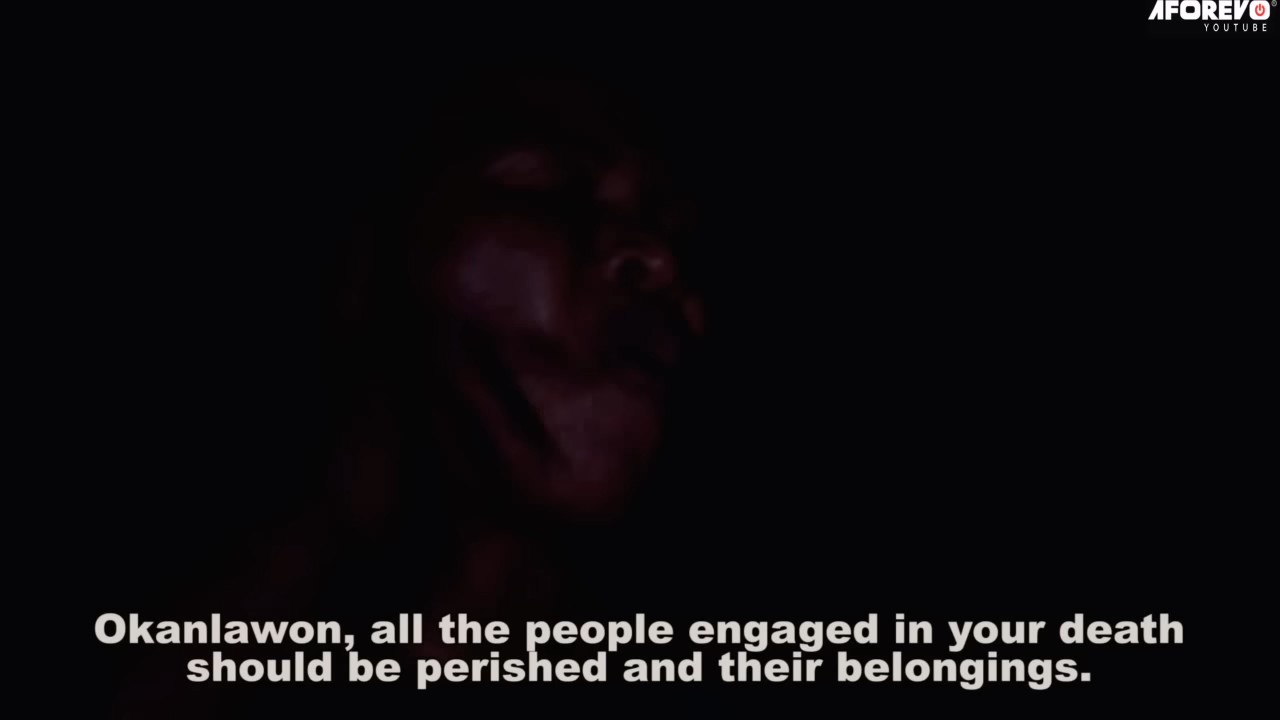 AFOREVO
YOUTUBE
Okanlawon, all the people engaged in your death
should be perished and their belongings.